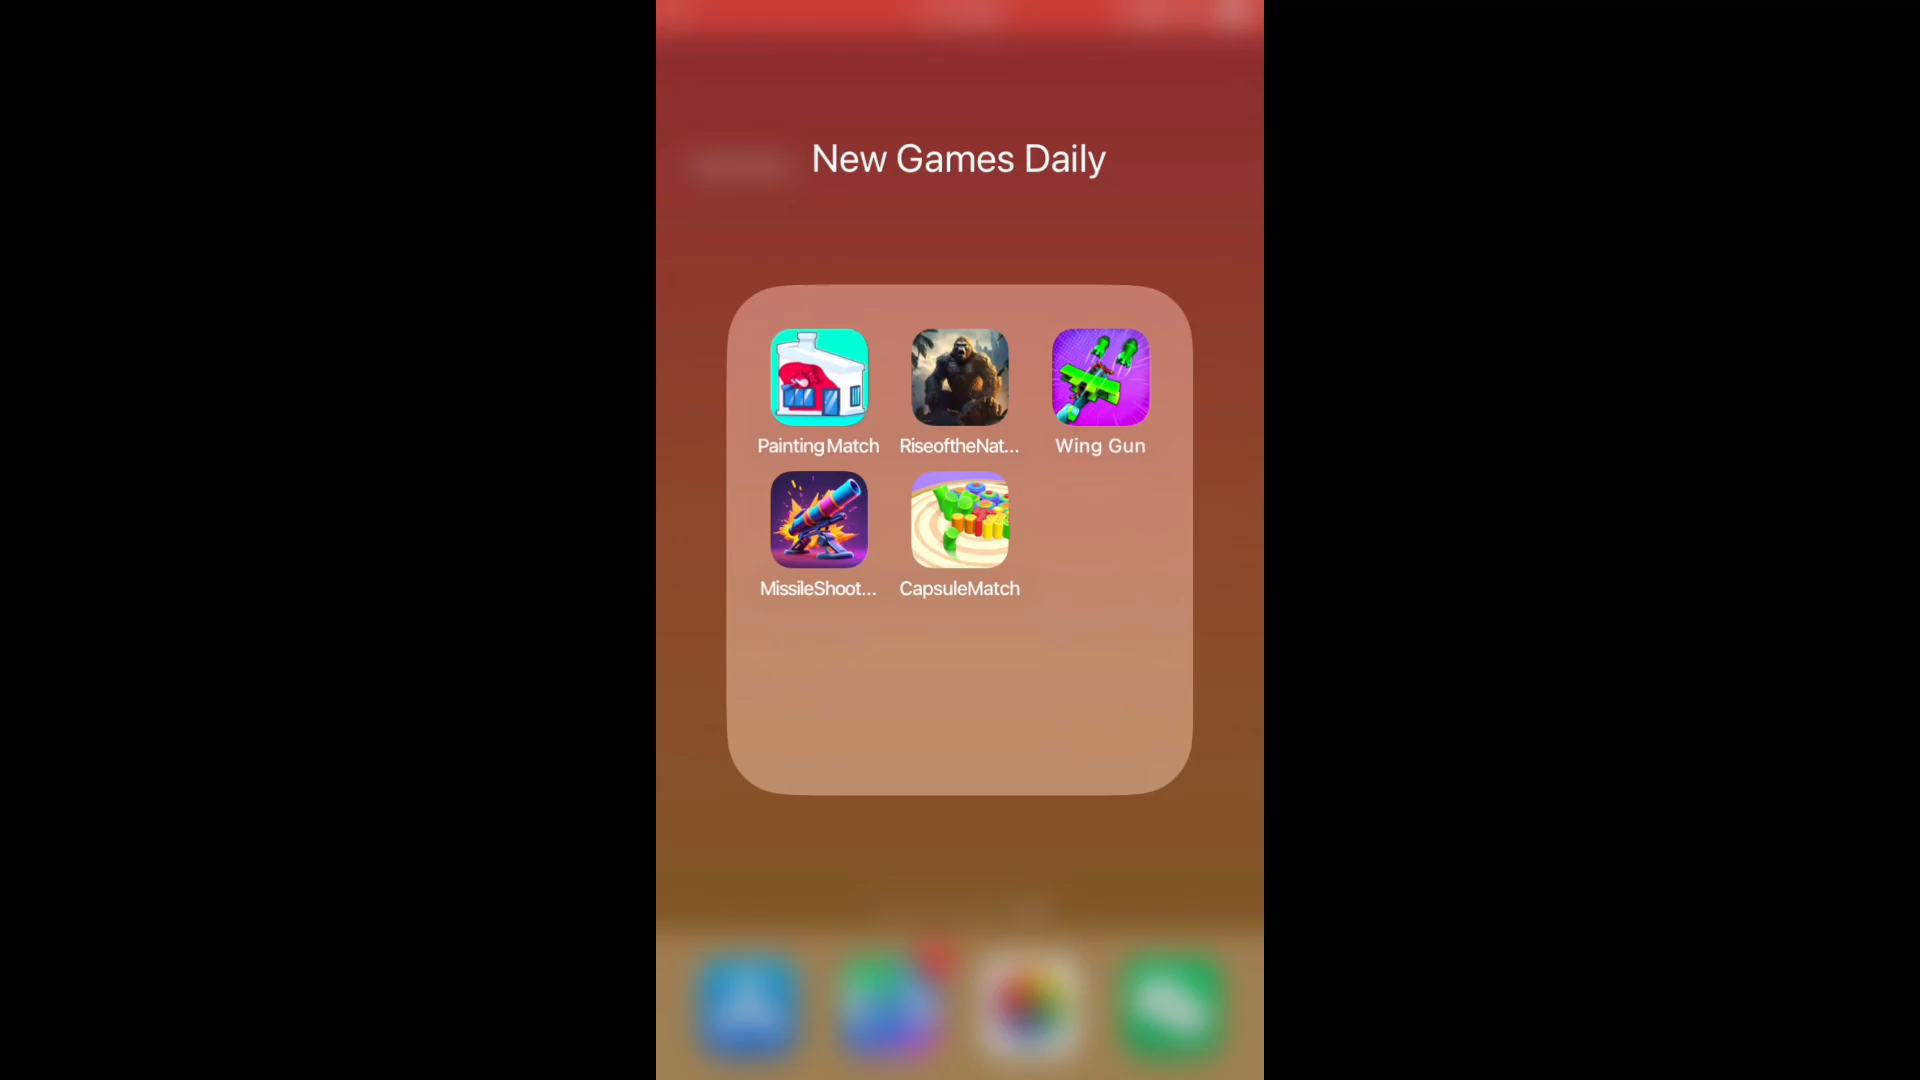 New Games Daily
Painting Match
RiseoftheNat...
Wing Gun
MissileShoot...
CapsuleMatch